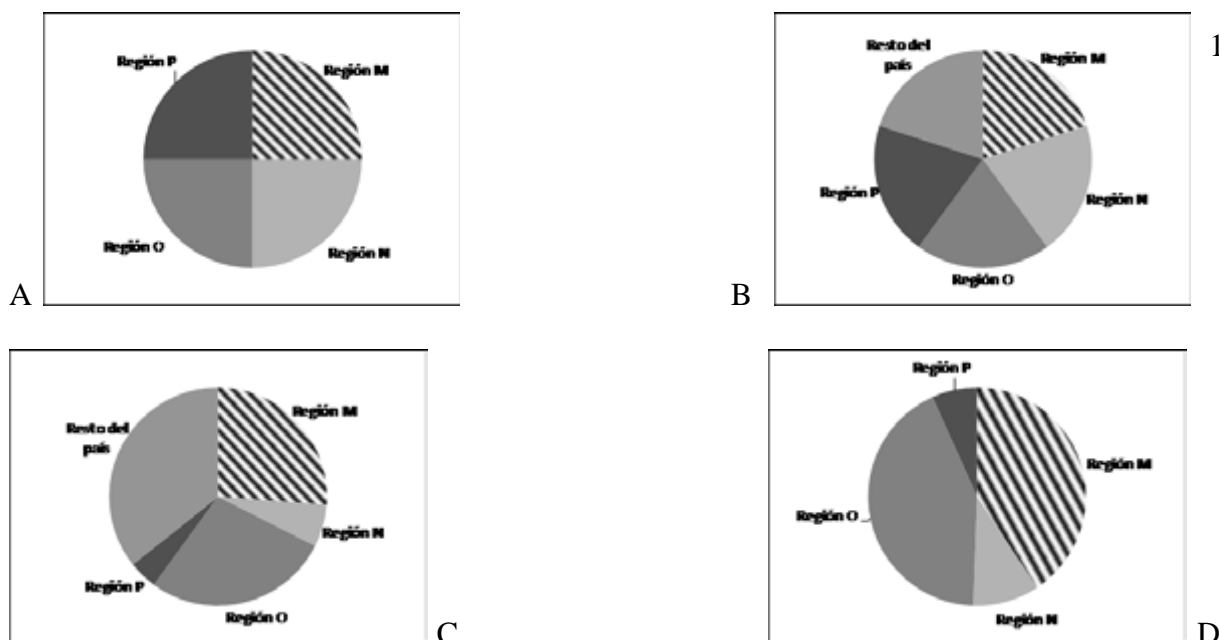 Región P
Región M
Región O
Región N
A
Resto del
país
Región M
1
Región P
Región N
Región O
B
Resto del
país
Región M
Región N
Región P
Región O
C
Región P
Región M
Región O
Región N
D